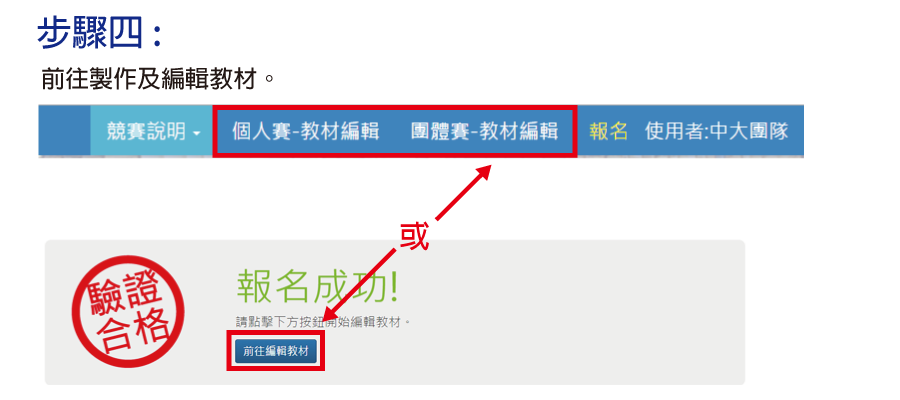 步驟四：
前往製作及編輯教材。
競賽說明 個人賽-教材編輯 團體賽-教材編輯 報名 使用者:中大團隊
或
驗證合格
報名成功!
請點擊下方按鈕開始編輯教材。
前往編輯教材